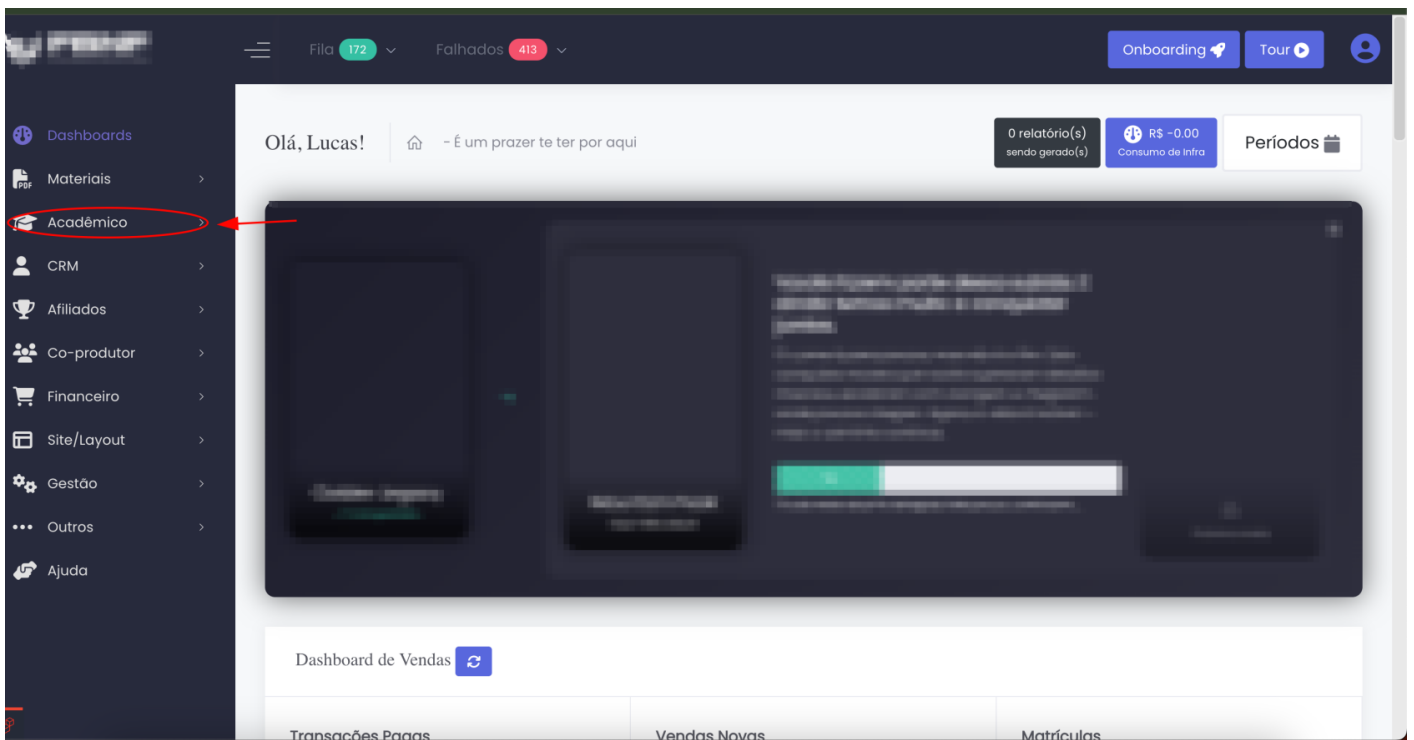 Fila 172
Falhados 413
Onboarding
Tour
Dashboards
Materiais
Acadêmico
CRM
Afiliados
Co-produtor
Financeiro
Site/Layout
Gestão
Outros
Ajuda
PDF
Olá, Lucas!
- É um prazer te ter por aqui
0 relatório(s)
sendo gerado(s)
R$ -0.00
Consumo de Infra
Períodos
Dashboard de Vendas
Transações Pagas
Vendas Novas
Matrículas